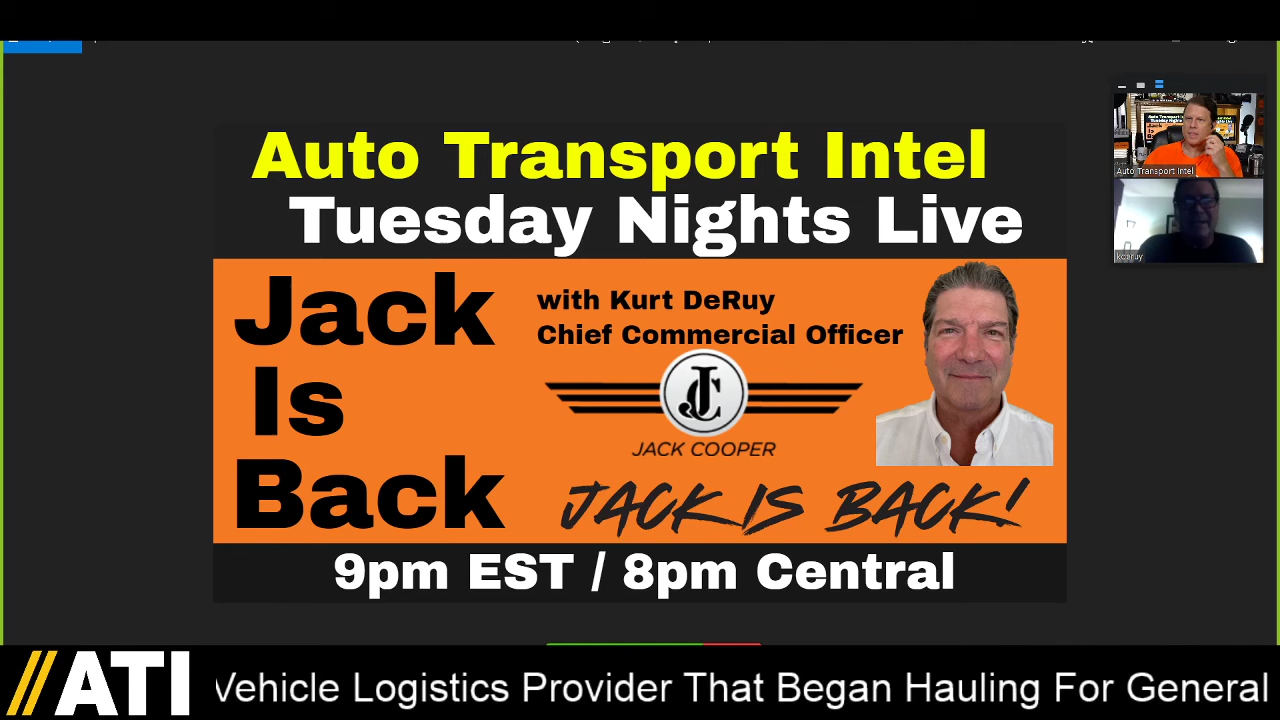 Auto Transport Intel
Tuesday Nights Live
Jack
Is
Back
with Kurt DeRuy
Chief Commercial Officer
JC
JACK COOPER
JACK IS BACK!
9pm EST / 8pm Central
Auto Transport Intel
kderuy
//ATI
Vehicle Logistics Provider That Began Hauling For General